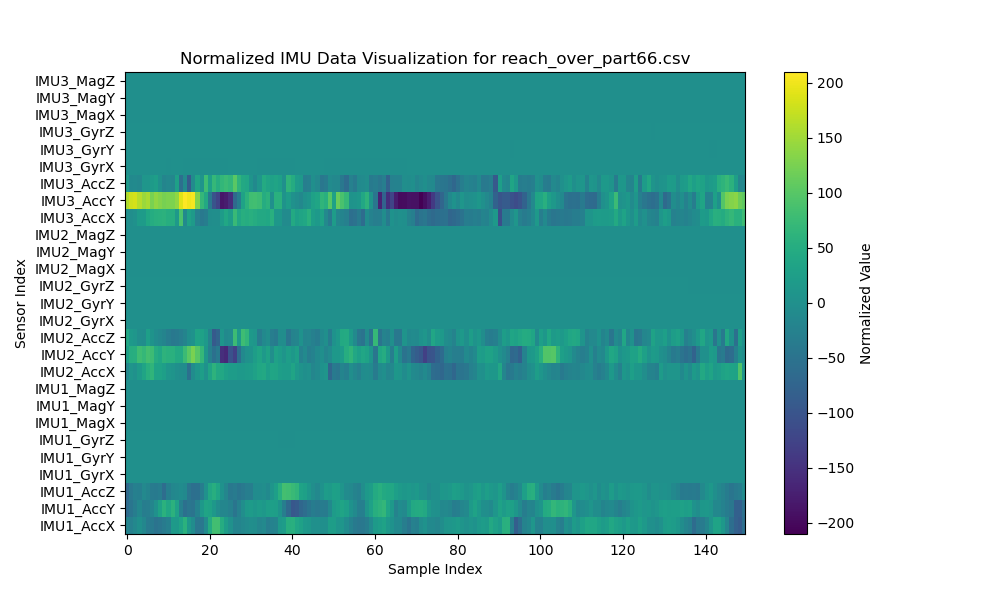 Normalized IMU Data Visualization for reach_over_part66.csv
IMU3_MagZ
IMU3_MagY
IMU3_MagX
IMU3_GyrZ
IMU3_GyrY
IMU3_GyrX
IMU3_AccZ
IMU3_AccY
IMU3_AccX
IMU2_MagZ
IMU2_MagY
IMU2_MagX
IMU2_GyrZ
IMU2_GyrY
IMU2_GyrX
IMU2_AccZ
IMU2_AccY
IMU2_AccX
IMU1_MagZ
IMU1_MagY
IMU1_MagX
IMU1_GyrZ
IMU1_GyrY
IMU1_GyrX
IMU1_AccZ
IMU1_AccY
IMU1_AccX
Sensor Index
0 20 40 60 80 100 120 140
Sample Index
200
150
100
50
0
−50
−100
−150
−200
Normalized Value